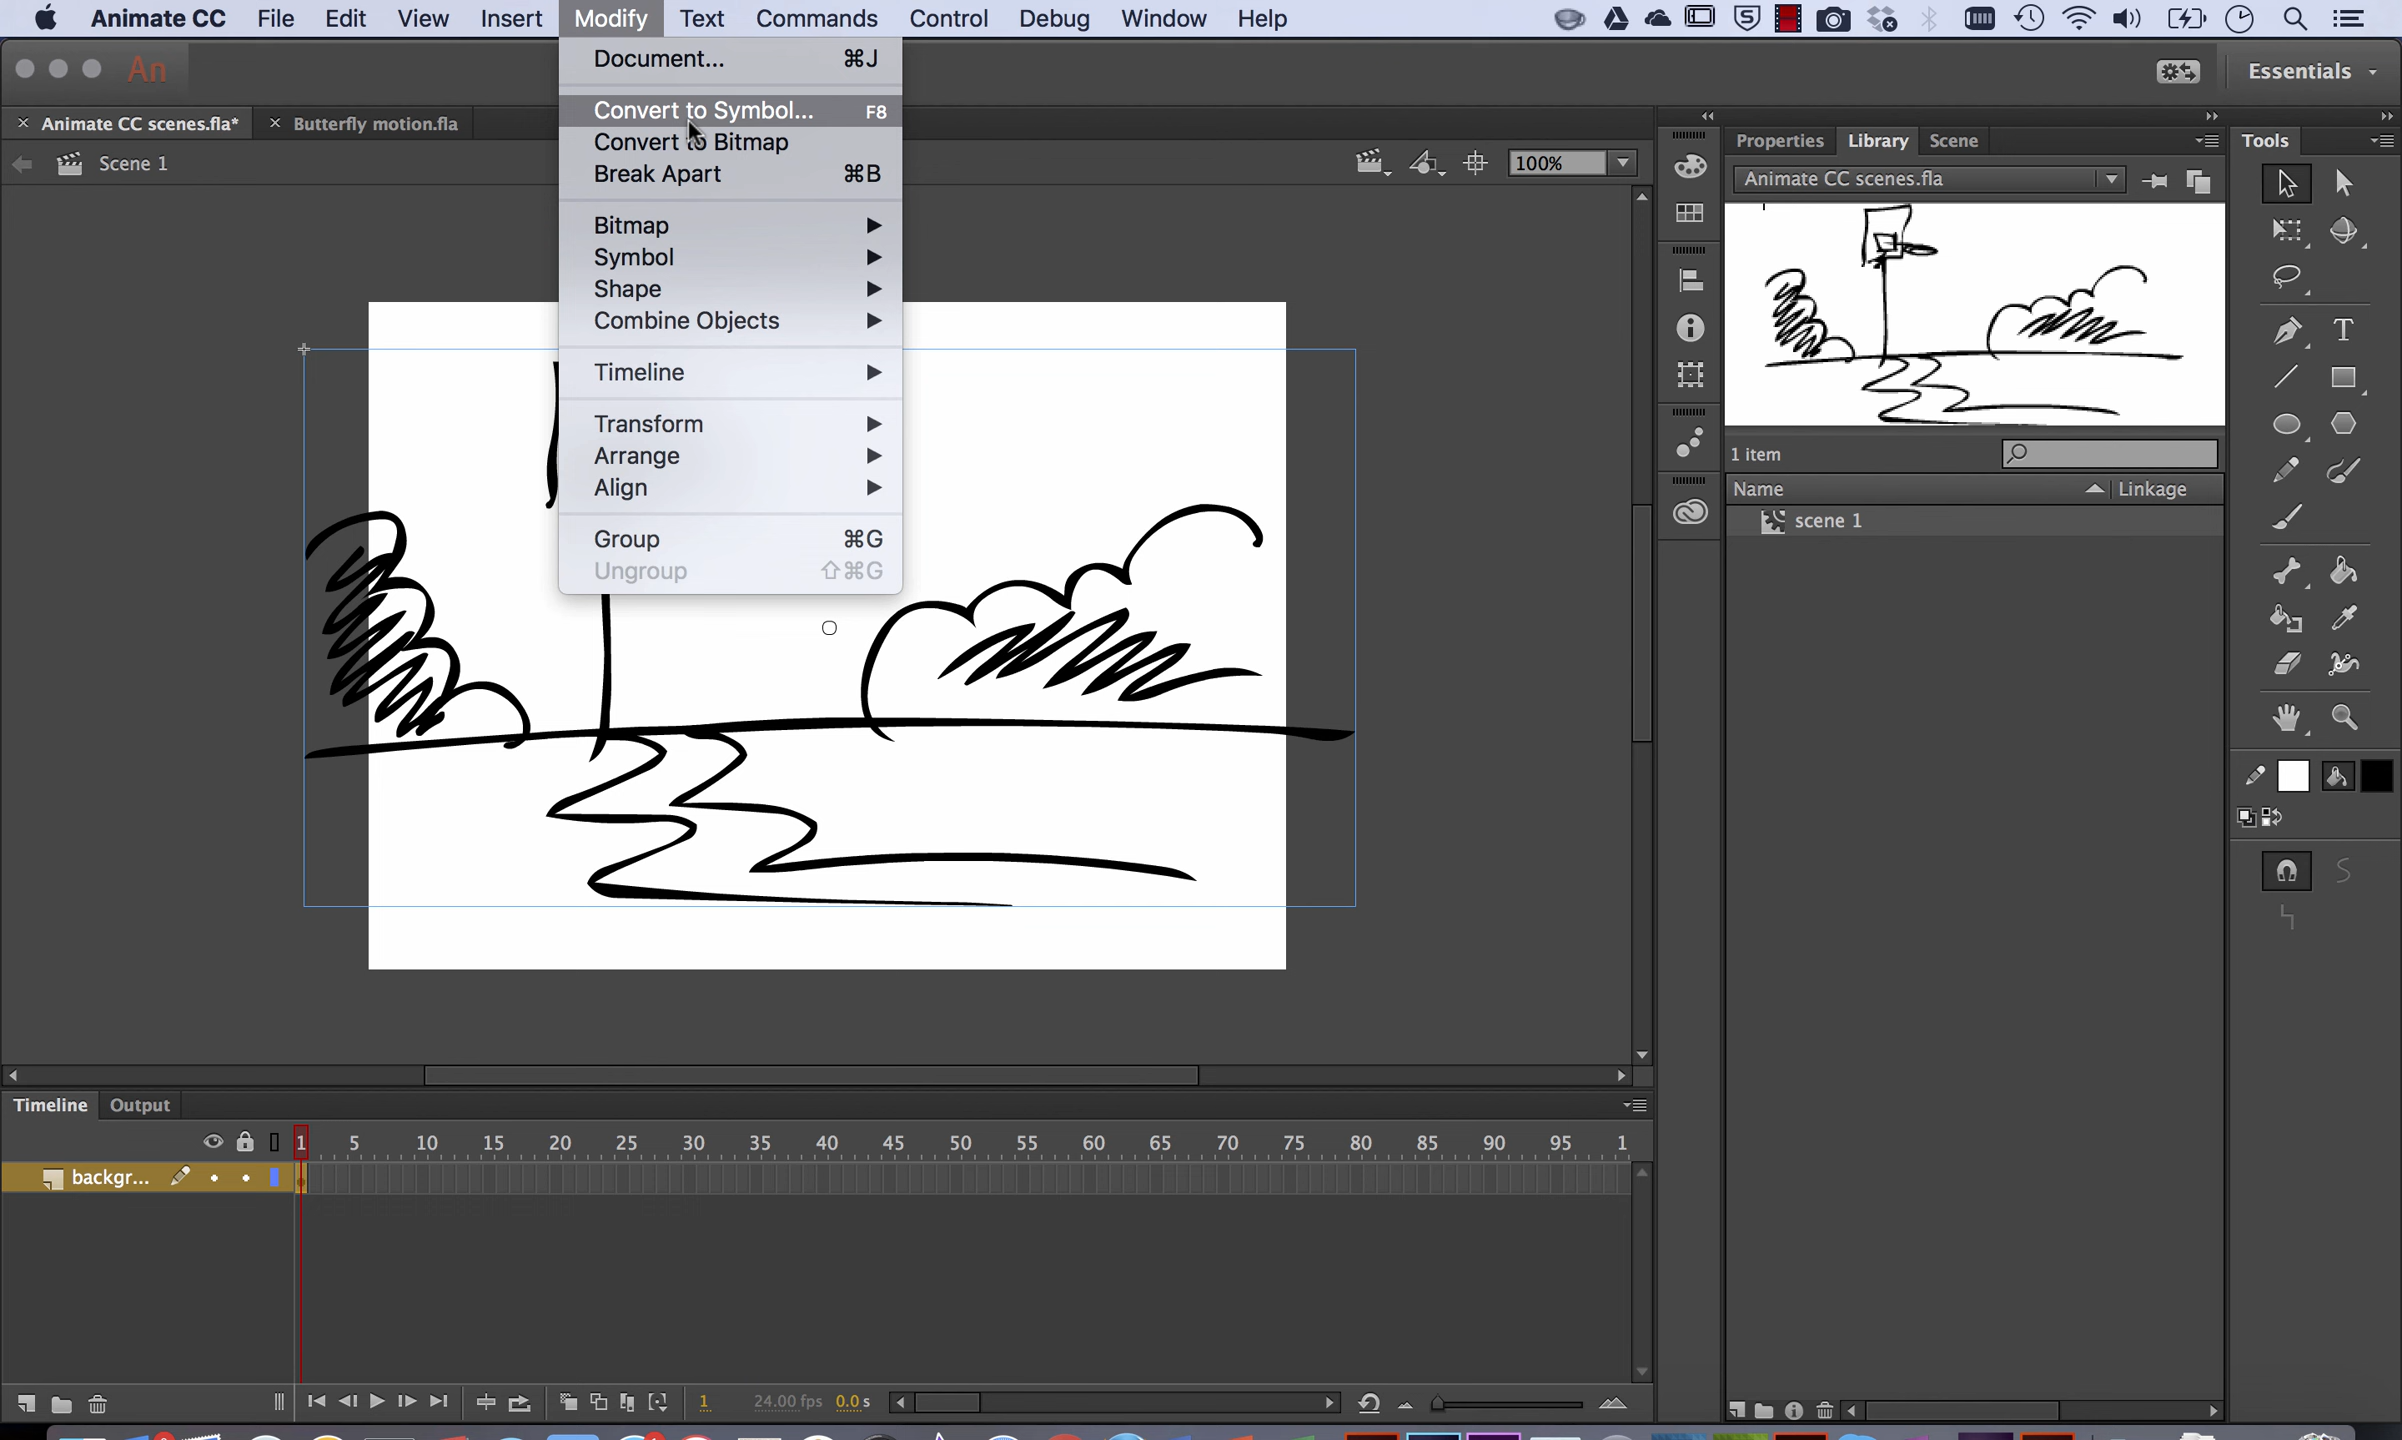 Animate CC File Edit View Insert Modify Text Commands Control Debug Window Help
An Essentials
Document... ⌘J
Convert to Symbol... F8
Convert to Bitmap
Break Apart ⌘B
Bitmap
Symbol
Shape
Combine Objects
Timeline
Transform
Arrange
Align
Group ⌘G
Ungroup ⇧⌘G
Animate CC scenes.fla* Butterfly motion.fla
Scene 1
100%
Properties Library Scene
Animate CC scenes.fla
1 item
Name Linkage
scene 1
Tools
Timeline Output
1 5 10 15 20 25 30 35 40 45 50 55 60 65 70 75 80 85 90 95 1
backgr...
1 24.00 fps 0.0 s